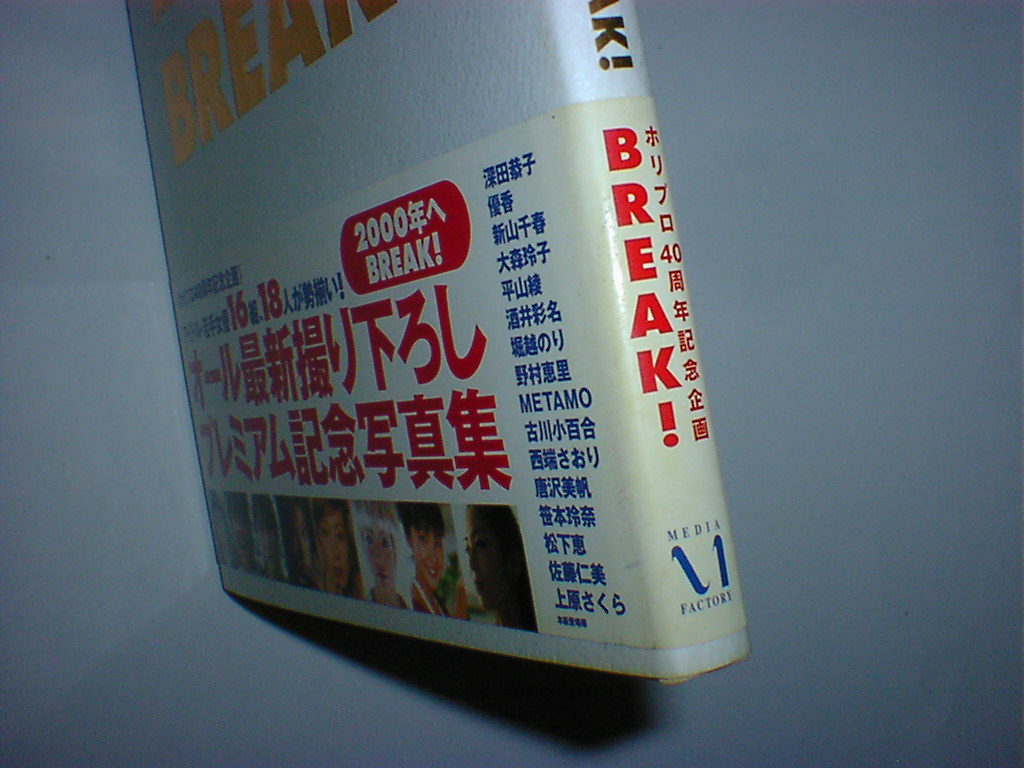 BREAK!
2000年へ
BREAK!
16組18人が勢揃い!
オール最新撮り下ろし
プレミアム記念写真集
深田恭子
優香
新山千春
大森玲子
平山綾
酒井彩名
堀越のり
野村恵里
METAMO
古川小百合
西端さおり
唐沢美帆
笹本玲奈
松下恵
佐藤仁美
上原さくら
AK!
ホリプロ40周年記念企画
BREAK!
MEDIA
FACTORY